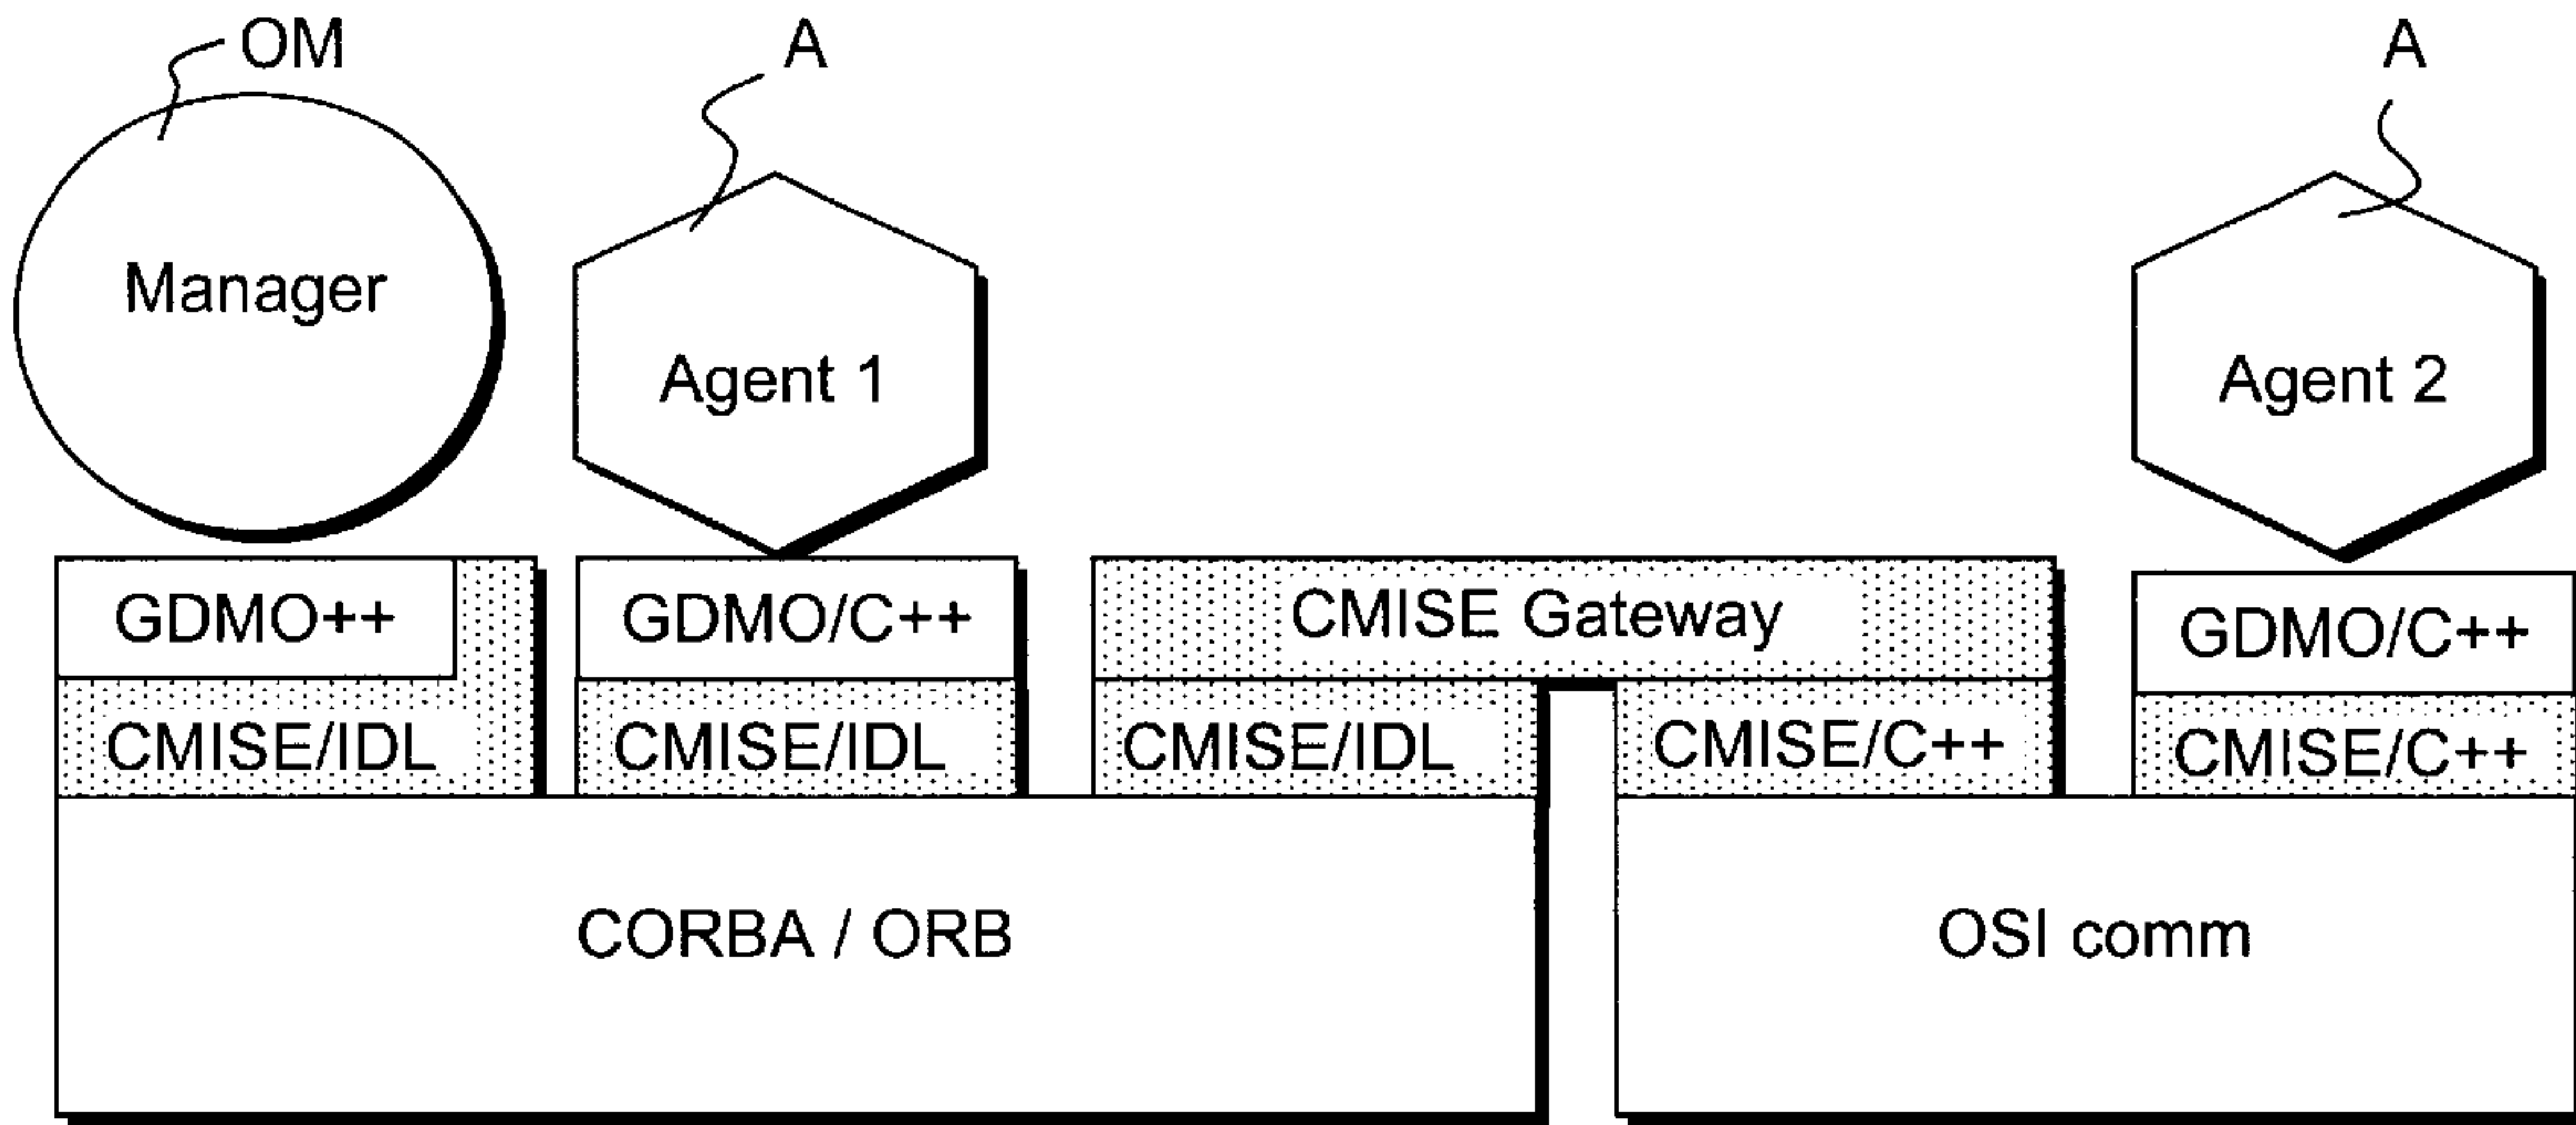 OM
A
A
Manager
Agent 1
Agent 2
GDMO++
GDMO/C++
CMISE Gateway
GDMO/C++
CMISE/IDL
CMISE/IDL
CMISE/IDL
CMISE/C++
CMISE/C++
CORBA / ORB
OSI comm